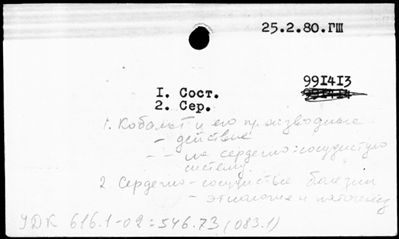 25.2.80.ГШ
991413
I. Сост.
2. Сер.
1. Кобальт и его производные
- действие
- - на сердечно-сосудистую
систему
2. Сердечно-сосудистые болезни
- этиология и патогенез
УДК 616.1-02:546.73(083.1)